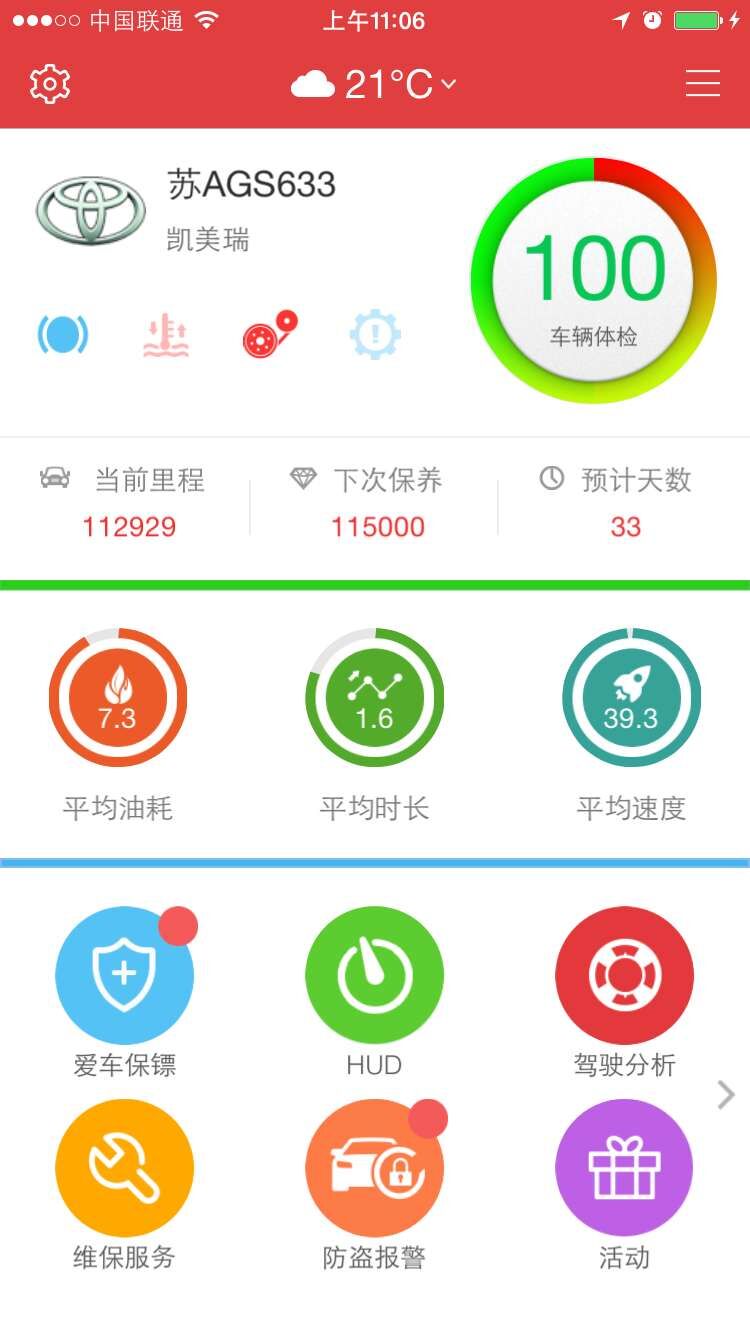 中国联通 上午11:06
21°C
苏AGS633
凯美瑞
100
车辆体检
当前里程 下次保养 预计天数
112929 115000 33
7.3 1.6 39.3
平均油耗 平均时长 平均速度
爱车保镖 HUD 驾驶分析
维保服务 防盗报警 活动